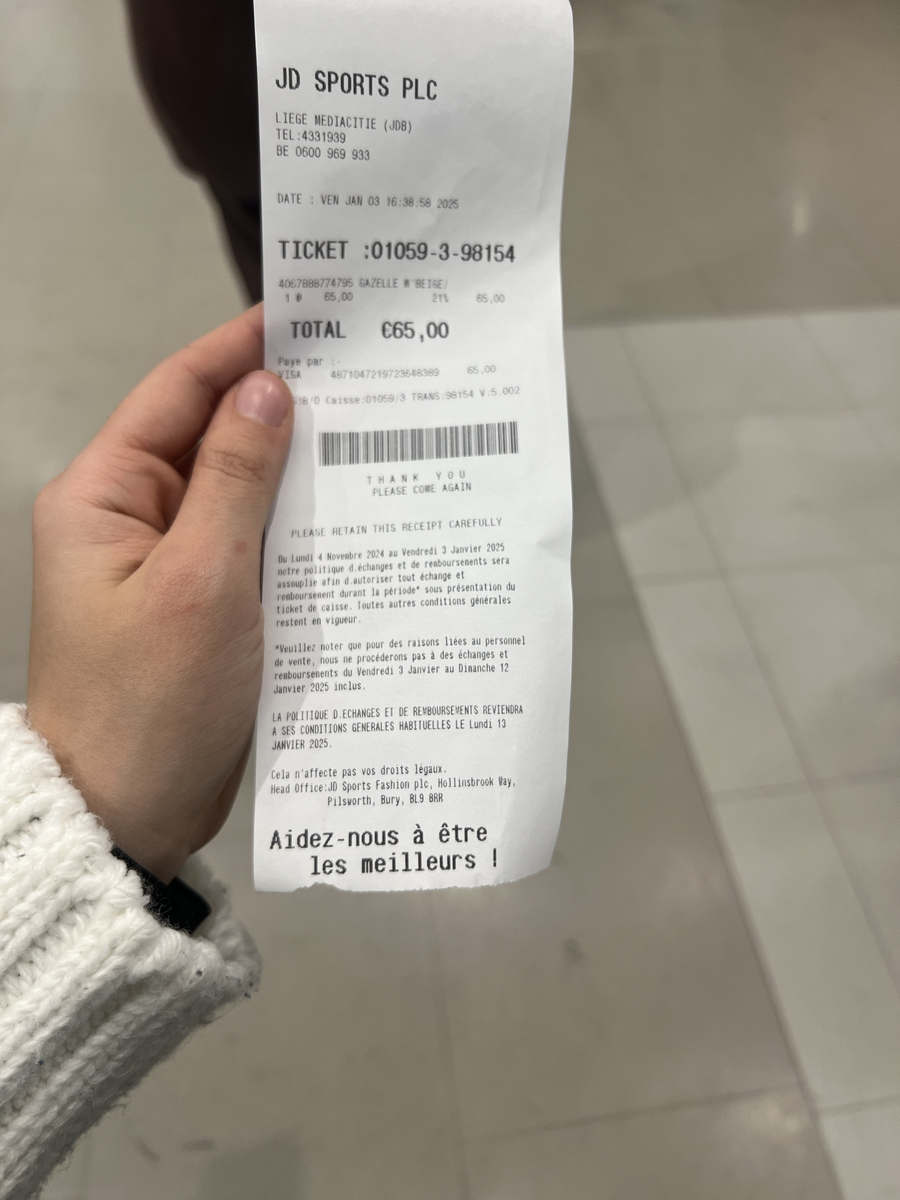 JD SPORTS PLC
LIEGE MEDIACITIE (JDB)
TEL:4331939
BE 0600 969 933
DATE : VEN JAN 03 16:38:58 2025
TICKET :01059-3-98154
4067888774795 GAZELLE W BEIGE/
1 @ 65,00 21% 65,00
TOTAL €65,00
Paye par :-
VISA 4871047219723648389 65,00
Caisse:01059/3 TRANS:98154 V:5.002
THANK YOU
PLEASE COME AGAIN
PLEASE RETAIN THIS RECEIPT CAREFULLY
Du Lundi 4 Novembre 2024 au Vendredi 3 Janvier 2025
notre politique d.échanges et de remboursements sera
assouplie afin d.autoriser tout échange et
remboursement durant la période* sous présentation du
ticket de caisse. Toutes autres conditions générales
restent en vigueur.
*Veuillez noter que pour des raisons liées au personnel
de vente, nous ne procéderons pas à des échanges et
remboursements du Vendredi 3 Janvier au Dimanche 12
Janvier 2025 inclus.
LA POLITIQUE D.ECHANGES ET DE REMBOURSEMENTS REVIENDRA
A SES CONDITIONS GENERALES HABITUELLES LE Lundi 13
JANVIER 2025.
Cela n'affecte pas vos droits légaux.
Head Office:JD Sports Fashion plc, Hollinsbrook Way,
Pilsworth, Bury, BL9 8RR
Aidez-nous à être
les meilleurs !